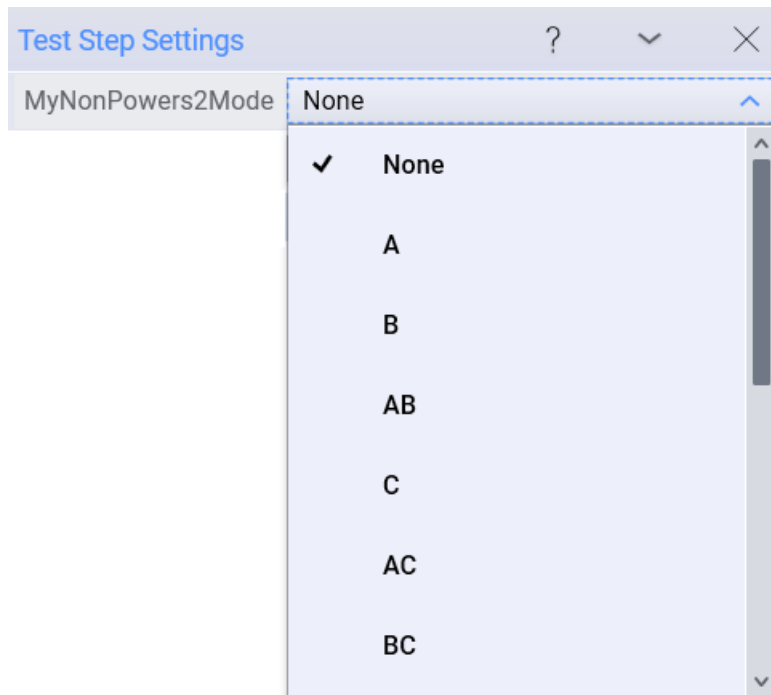 Test Step Settings ?
MyNonPowers2Mode None
None
A
B
AB
C
AC
BC